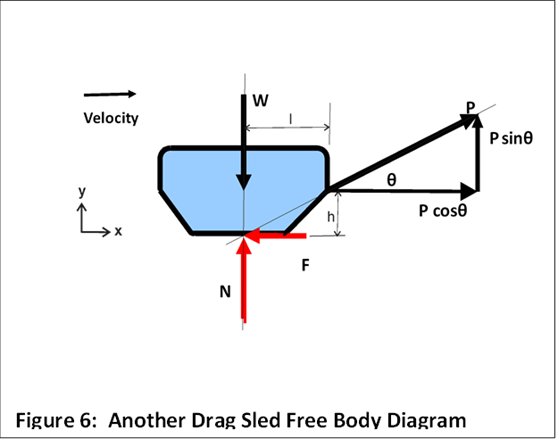 W
l
P
Velocity
P sinθ
θ
y
P cosθ
h
x
F
N
Figure 6: Another Drag Sled Free Body Diagram